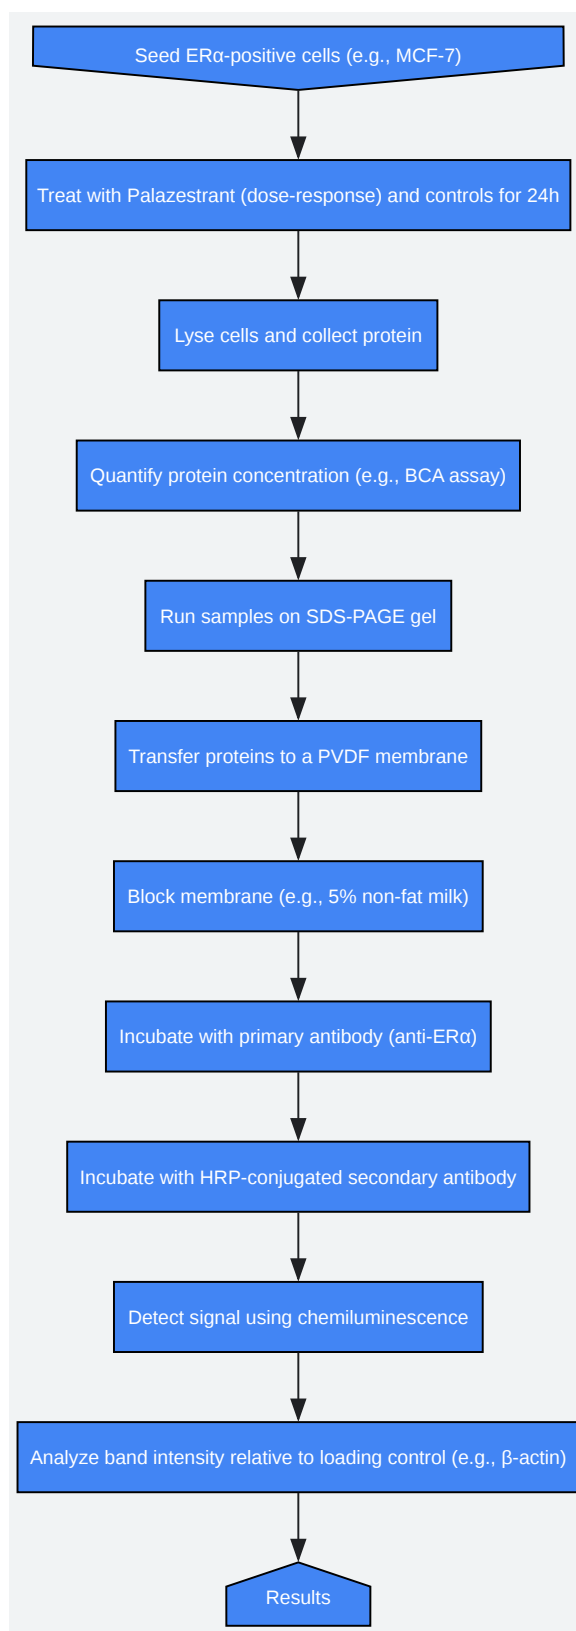 Seed ERα-positive cells (e.g., MCF-7)
Treat with Palazestrant (dose-response) and controls for 24h
Lyse cells and collect protein
Quantify protein concentration (e.g., BCA assay)
Run samples on SDS-PAGE gel
Transfer proteins to a PVDF membrane
Block membrane (e.g., 5% non-fat milk)
Incubate with primary antibody (anti-ERα)
Incubate with HRP-conjugated secondary antibody
Detect signal using chemiluminescence
Analyze band intensity relative to loading control (e.g., β-actin)
Results